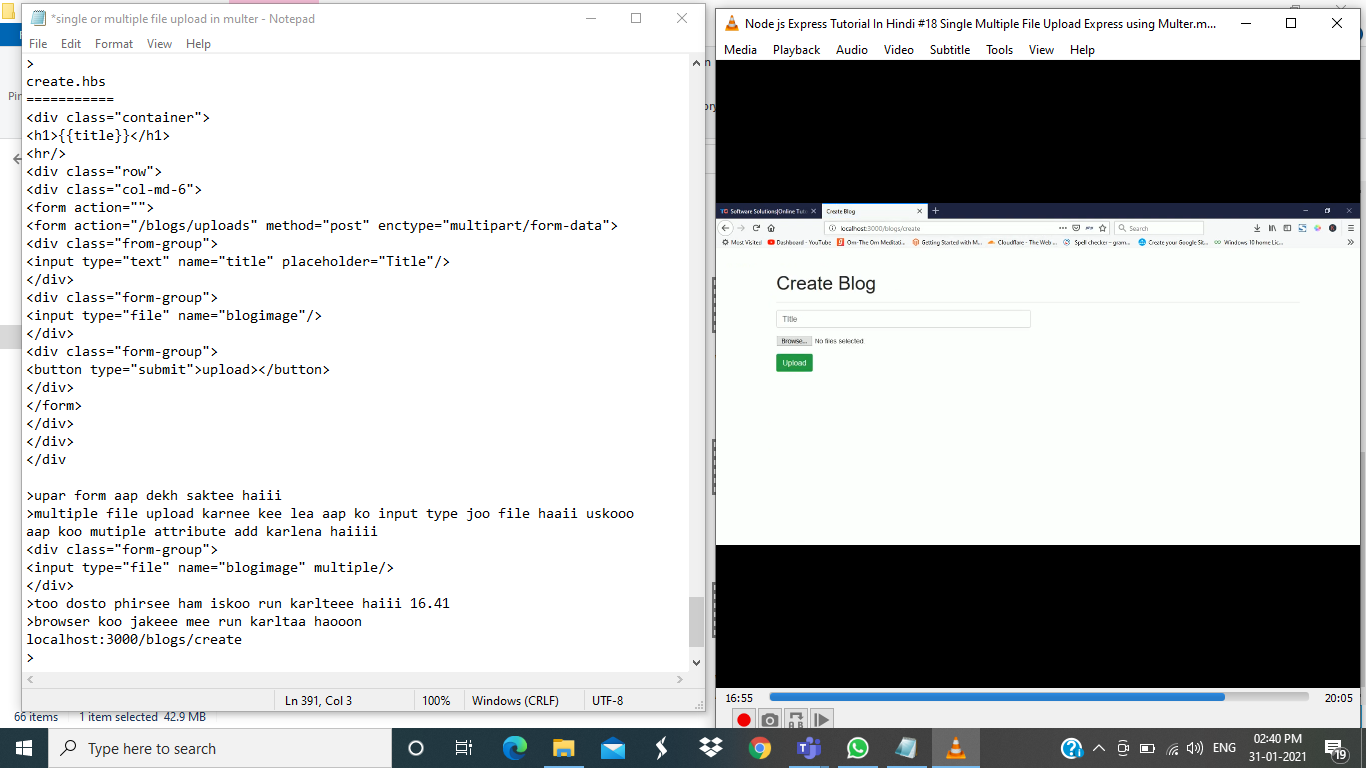 *single or multiple file upload in multer - Notepad
File Edit Format View Help
>
create.hbs
===========
<div class="container">
<h1>{{title}}</h1>
<hr/>
<div class="row">
<div class="col-md-6">
<form action="">
<form action="/blogs/uploads" method="post" enctype="multipart/form-data">
<div class="from-group">
<input type="text" name="title" placeholder="Title"/>
</div>
<div class="form-group">
<input type="file" name="blogimage"/>
</div>
<div class="form-group">
<button type="submit">upload></button>
</div>
</form>
</div>
</div>
</div
>upar form aap dekh saktee haiii
>multiple file upload karnee kee lea aap ko input type joo file haaii uskooo
aap koo mutiple attribute add karlena haiiii
<div class="form-group">
<input type="file" name="blogimage" multiple/>
</div>
>too dosto phirsee ham iskoo run karlteee haiii 16.41
>browser koo jakeee mee run karltaa haooon
localhost:3000/blogs/create
>
Ln 391, Col 3 100% Windows (CRLF) UTF-8
66 items 1 item selected 42.9 MB
Node js Express Tutorial In Hindi #18 Single Multiple File Upload Express using Multer.m...
Media Playback Audio Video Subtitle Tools View Help
Software Solutions|Online Tuto Create Blog
localhost:3000/blogs/create Search
Most Visited Dashboard - YouTube Om-The Om Meditati... Getting Started with M... Cloudflare - The Web ... Spell checker – gram... Create your Google Sit... Windows 10 home Lic...
Create Blog
Title
Browse... No files selected.
Upload
16:55 20:05
Type here to search
ENG
02:40 PM
31-01-2021
19